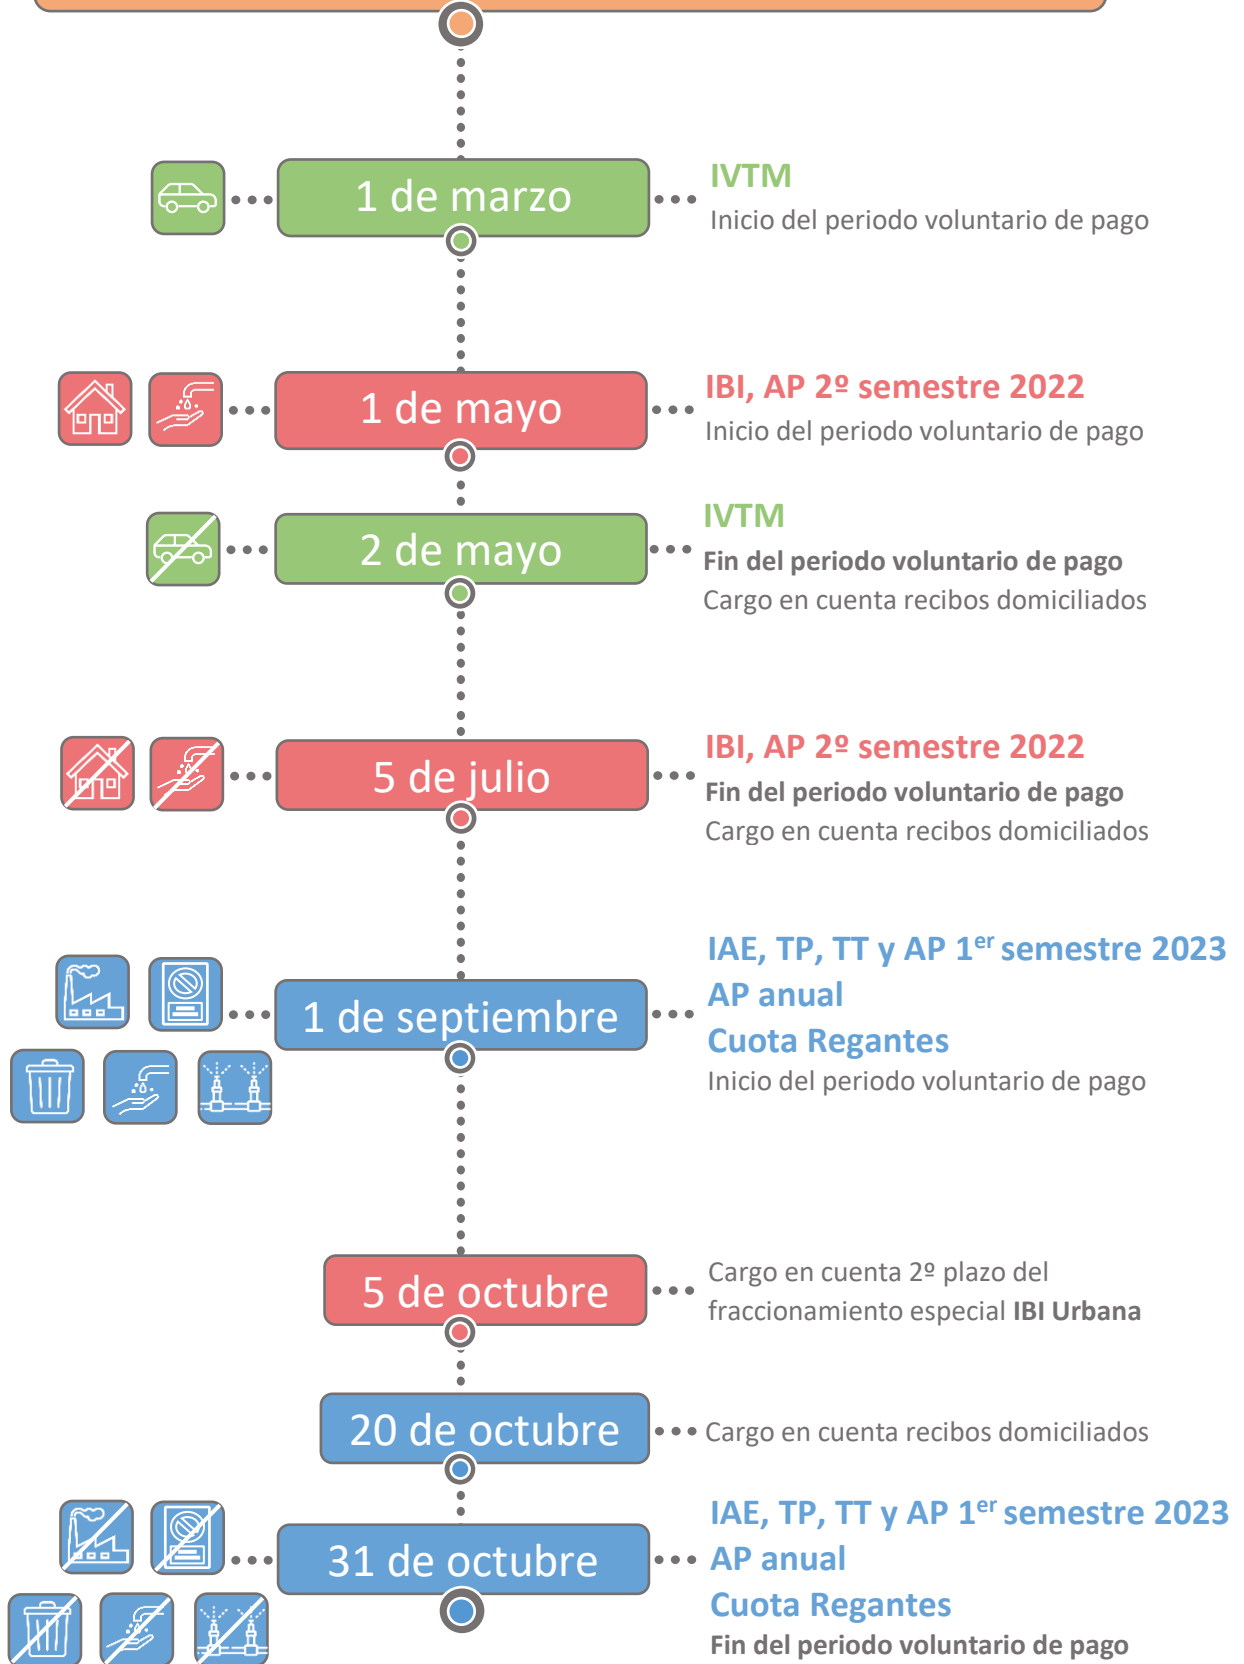 1 de marzo
IVTM
Inicio del periodo voluntario de pago
1 de mayo
IBI, AP 2º semestre 2022
Inicio del periodo voluntario de pago
2 de mayo
IVTM
Fin del periodo voluntario de pago
Cargo en cuenta recibos domiciliados
5 de julio
IBI, AP 2º semestre 2022
Fin del periodo voluntario de pago
Cargo en cuenta recibos domiciliados
1 de septiembre
IAE, TP, TT y AP 1er semestre 2023
AP anual
Cuota Regantes
Inicio del periodo voluntario de pago
5 de octubre
Cargo en cuenta 2º plazo del
fraccionamiento especial IBI Urbana
20 de octubre
Cargo en cuenta recibos domiciliados
31 de octubre
IAE, TP, TT y AP 1er semestre 2023
AP anual
Cuota Regantes
Fin del periodo voluntario de pago